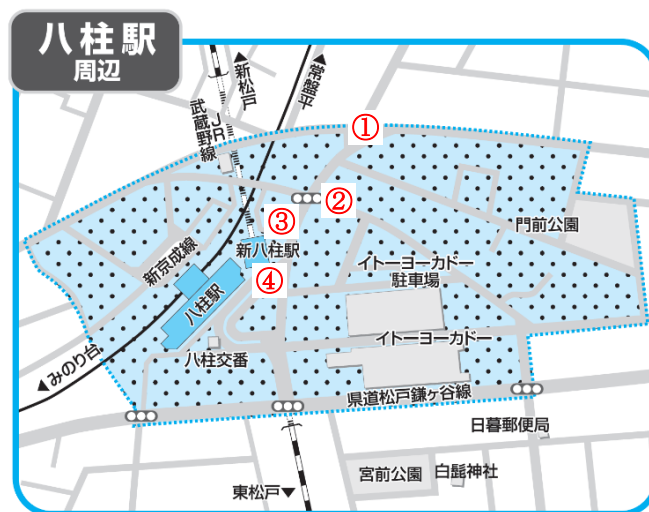 八柱駅
周辺
▲新松戸
▲常盤平
JR
武蔵野線
①
②
③
④
門前公園
新八柱駅
新京成線
イトーヨーカドー
駐車場
八柱駅
イトーヨーカドー
八柱交番
▲みのり台
県道松戸鎌ヶ谷線
日暮郵便局
東松戸▼
宮前公園
白髭神社